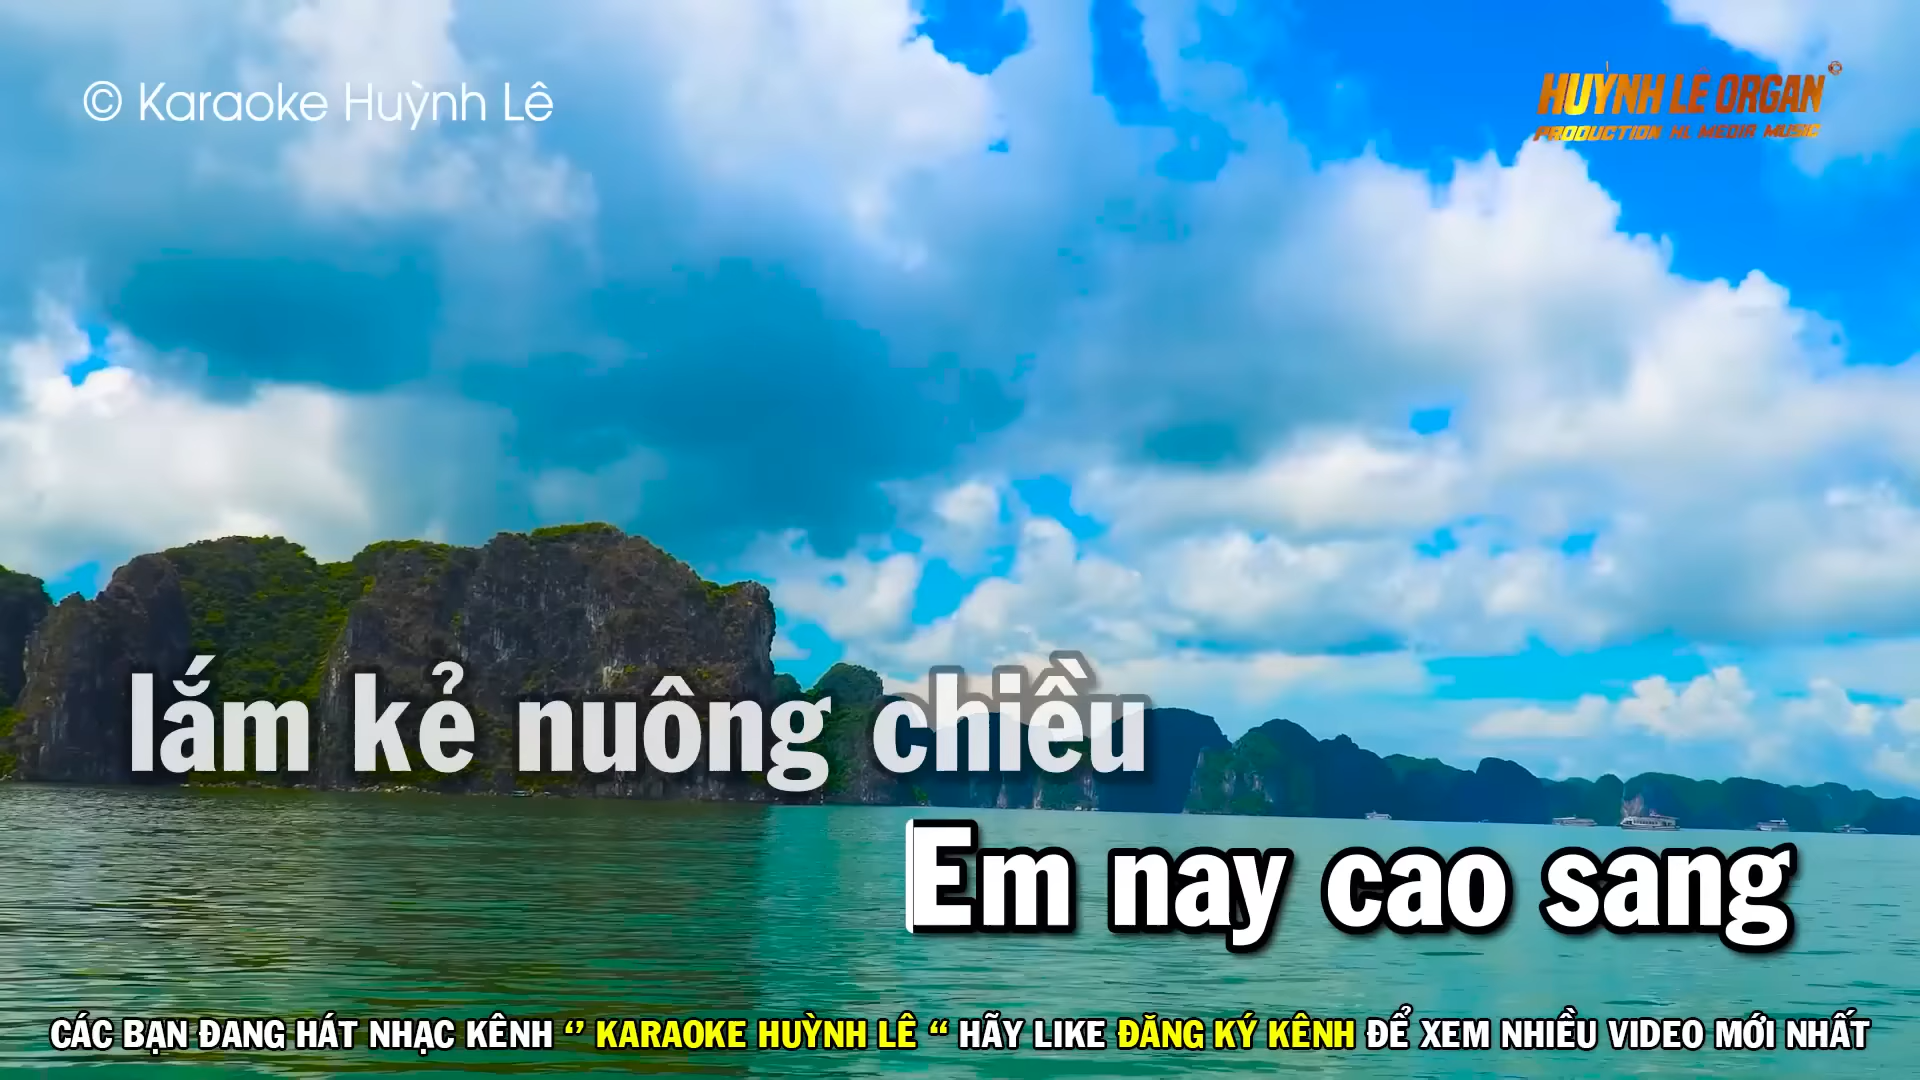 © Karaoke Huỳnh Lê
HUỲNH LÊ ORGAN
PRODUCTION HL MEDIA MUSIC
lắm kẻ nuông chiều
Em nay cao sang
CÁC BẠN ĐANG HÁT NHẠC KÊNH ‘’ KARAOKE HUỲNH LÊ “ HÃY LIKE ĐĂNG KÝ KÊNH ĐỂ XEM NHIỀU VIDEO MỚI NHẤT